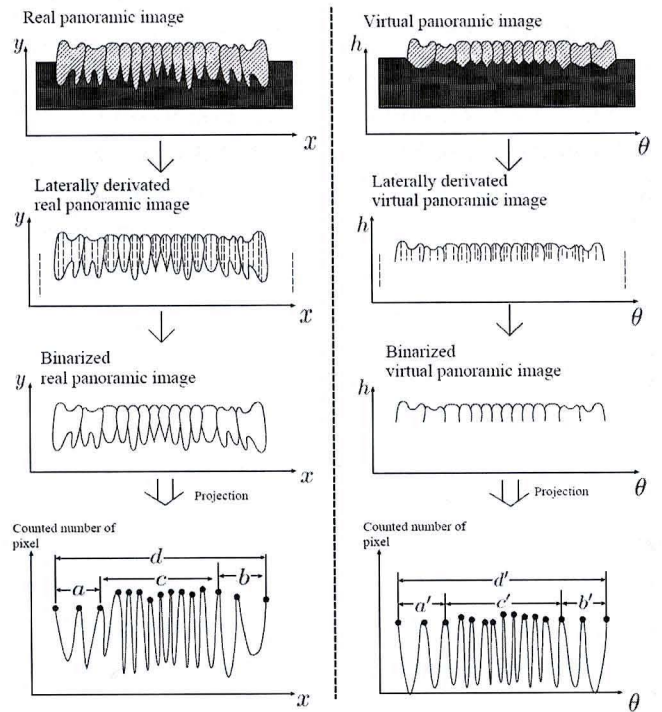 Real panoramic image
y
x
Laterally derivated
real panoramic image
y
x
Binarized
real panoramic image
y
x
Projection
Counted number of
pixel
d
a
c
b
x
Virtual panoramic image
h
θ
Laterally derivated
virtual panoramic image
h
θ
Binarized
virtual panoramic image
h
θ
Projection
Counted number of
pixel
d'
a'
c'
b'
θ